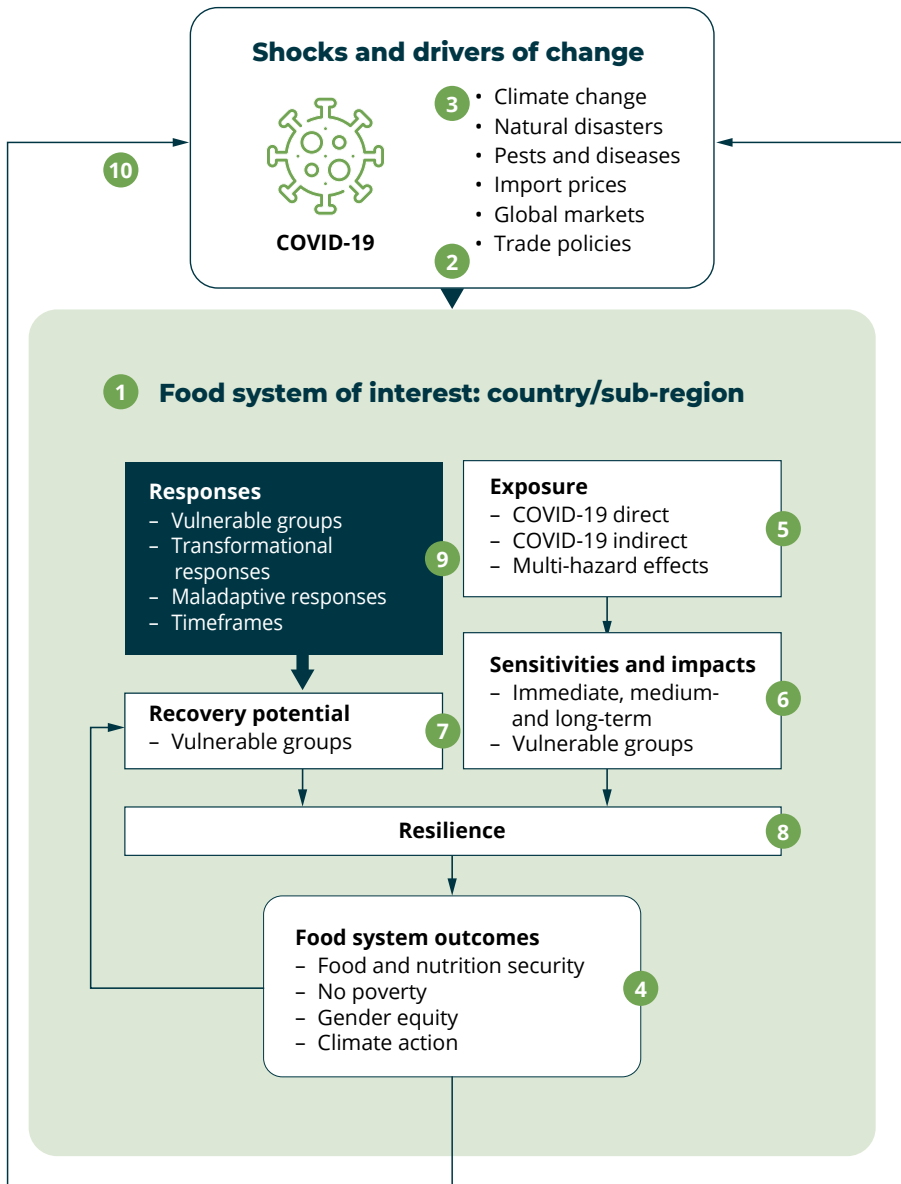 Shocks and drivers of change
3
• Climate change
• Natural disasters
• Pests and diseases
• Import prices
• Global markets
• Trade policies
COVID-19
2
10
1
Food system of interest: country/sub-region
Responses
– Vulnerable groups
– Transformational
responses
– Maladaptive responses
– Timeframes
9
Exposure
– COVID-19 direct
– COVID-19 indirect
– Multi-hazard effects
5
Sensitivities and impacts
– Immediate, medium-
and long-term
– Vulnerable groups
6
Recovery potential
– Vulnerable groups
7
Resilience
8
Food system outcomes
– Food and nutrition security
– No poverty
– Gender equity
– Climate action
4